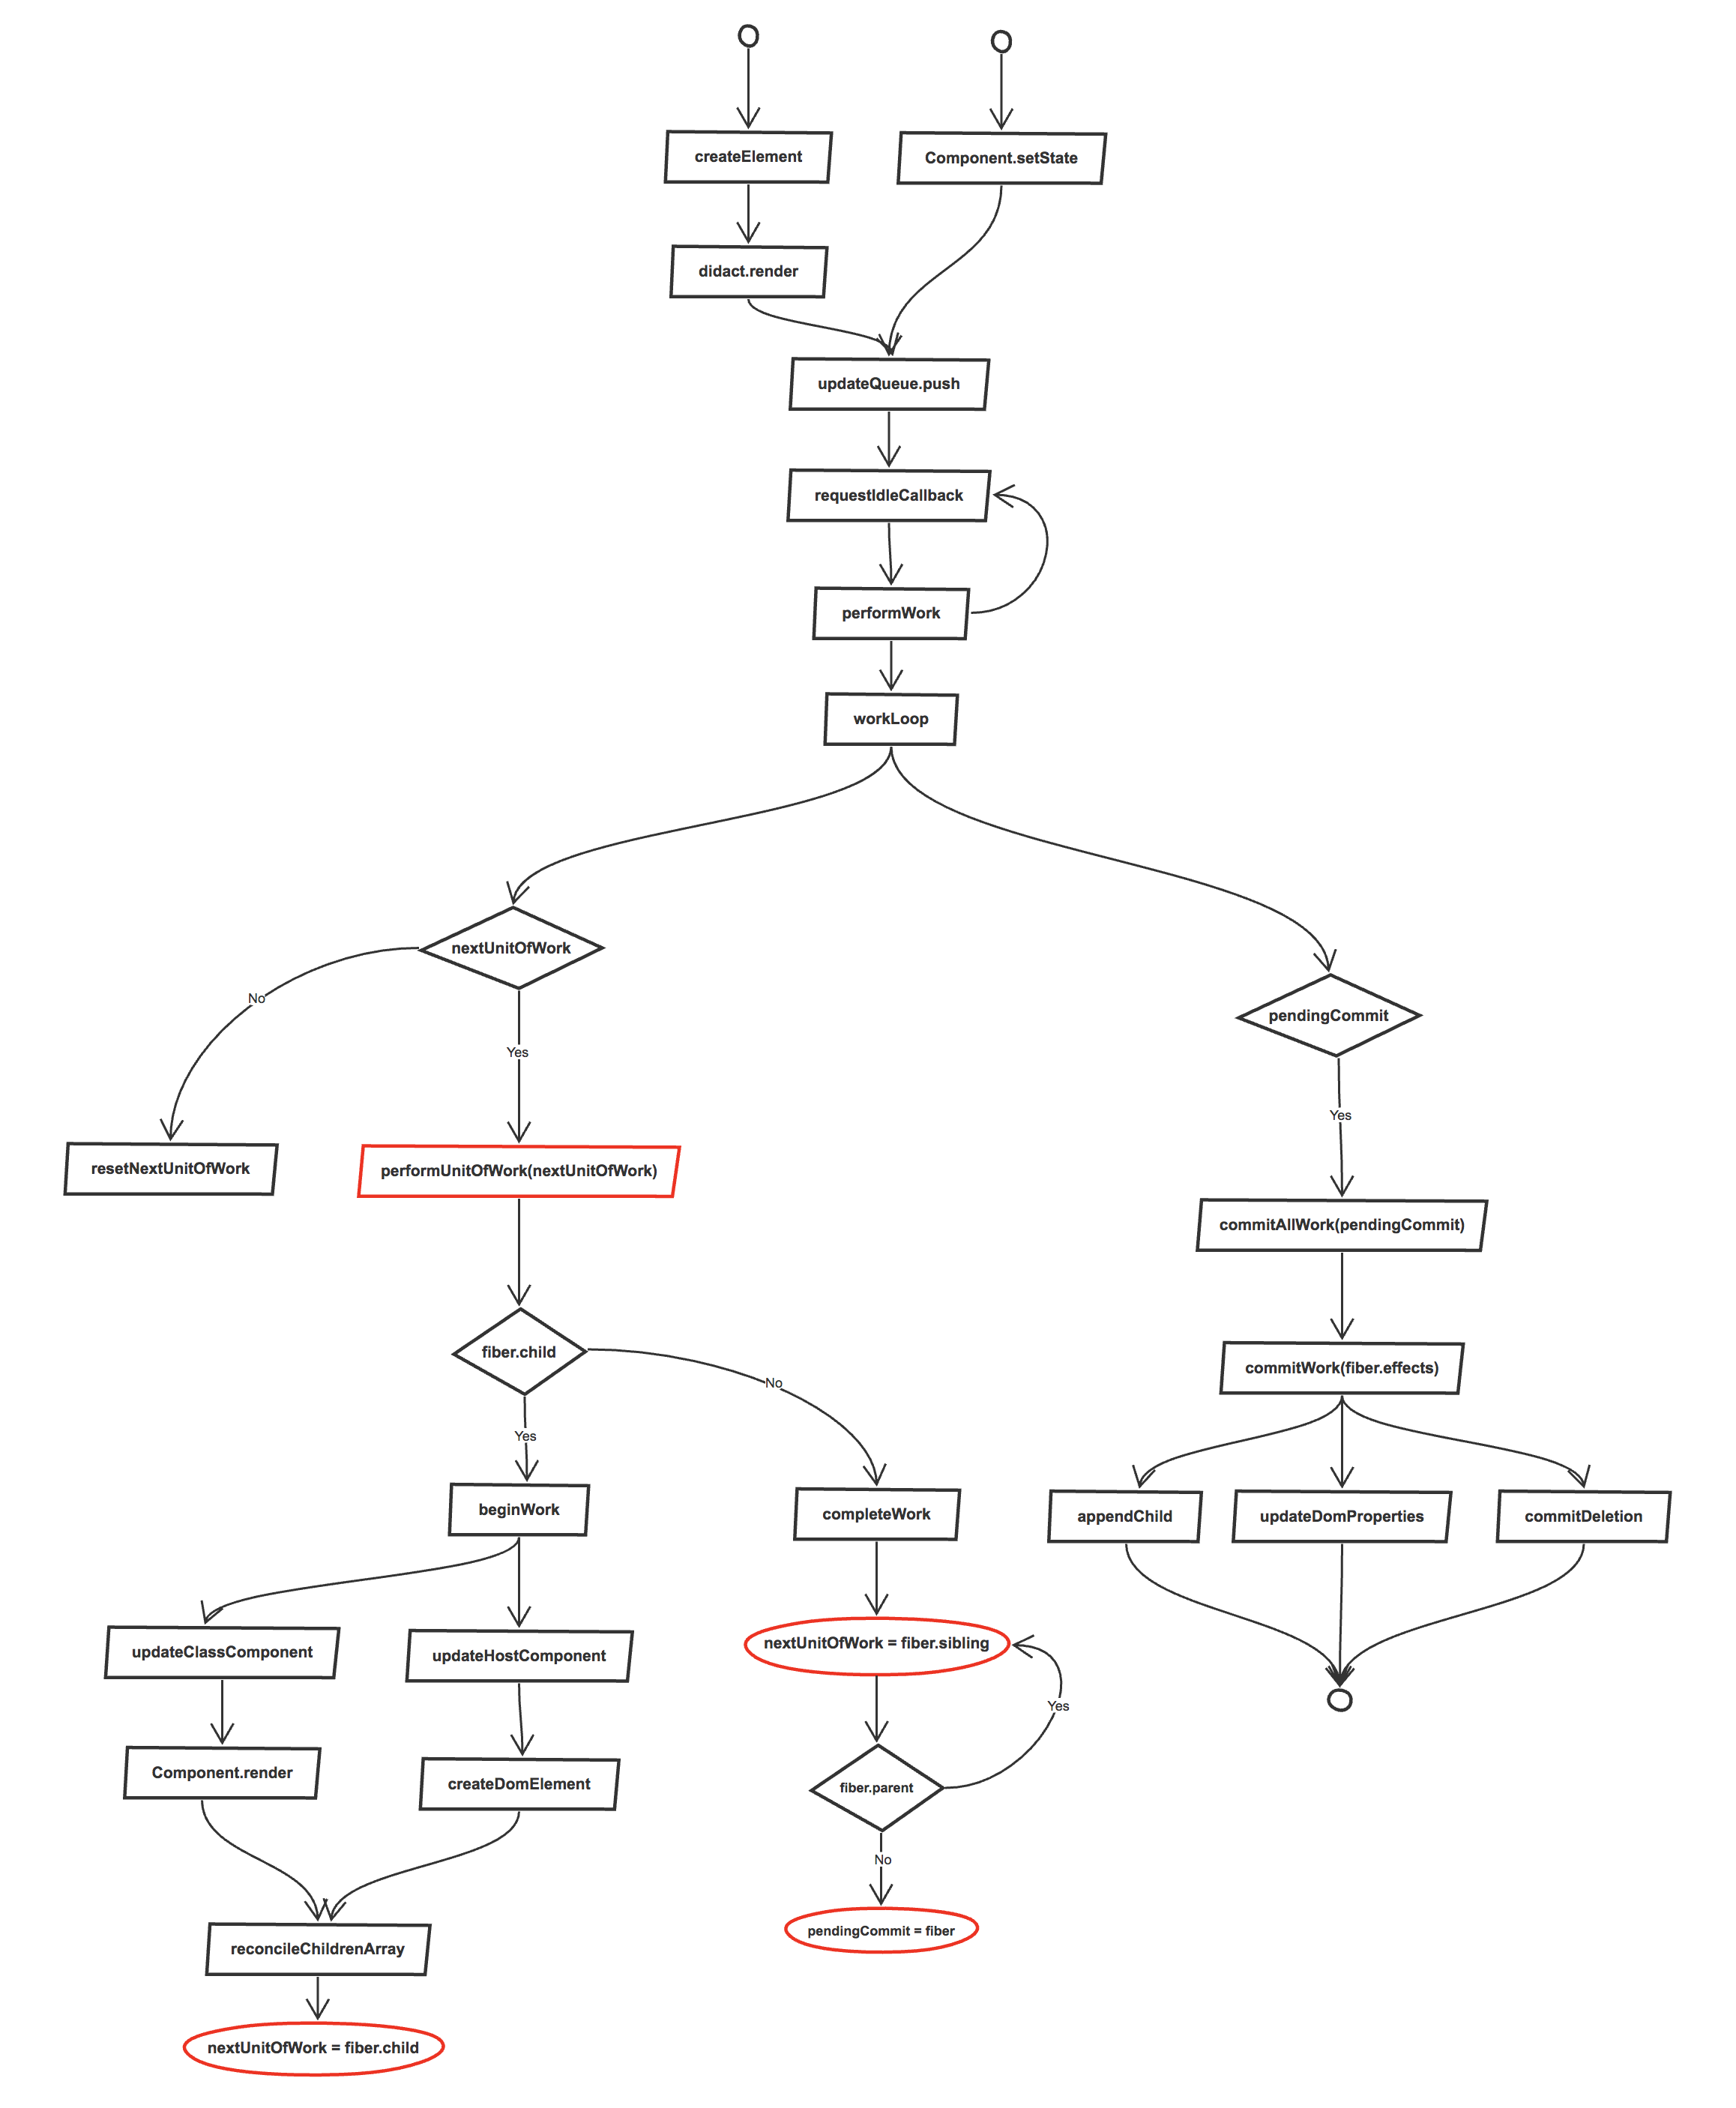 createElement
Component.setState
didact.render
updateQueue.push
requestIdleCallback
performWork
workLoop
nextUnitOfWork
No
pendingCommit
Yes
Yes
resetNextUnitOfWork
performUnitOfWork(nextUnitOfWork)
commitAllWork(pendingCommit)
fiber.child
commitWork(fiber.effects)
No
Yes
beginWork
completeWork
appendChild
updateDomProperties
commitDeletion
nextUnitOfWork = fiber.sibling
updateClassComponent
updateHostComponent
Yes
Component.render
createDomElement
fiber.parent
No
pendingCommit = fiber
reconcileChildrenArray
nextUnitOfWork = fiber.child